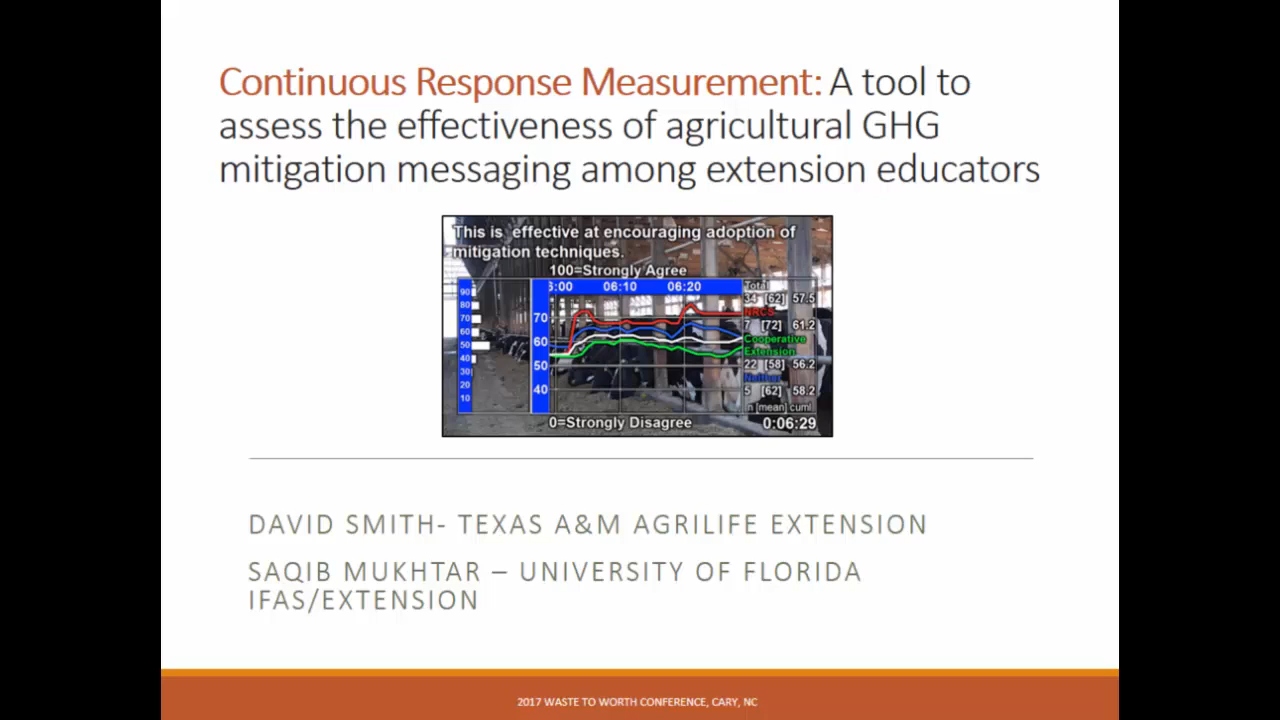 Continuous Response Measurement: A tool to
assess the effectiveness of agricultural GHG
mitigation messaging among extension educators
This is effective at encouraging adoption of
mitigation techniques.
100=Strongly Agree
6:00 06:10 06:20
90
80
70
60
50
40
30
20
10
70
60
50
40
Total
34 [62] 57.5
NRCS
7 [72] 61.2
Cooperative
Extension
22 [58] 56.2
Neither
5 [62] 58.2
n [mean] cuml.
0=Strongly Disagree 0:06:29
DAVID SMITH- TEXAS A&M AGRILIFE EXTENSION
SAQIB MUKHTAR – UNIVERSITY OF FLORIDA
IFAS/EXTENSION
2017 WASTE TO WORTH CONFERENCE, CARY, NC